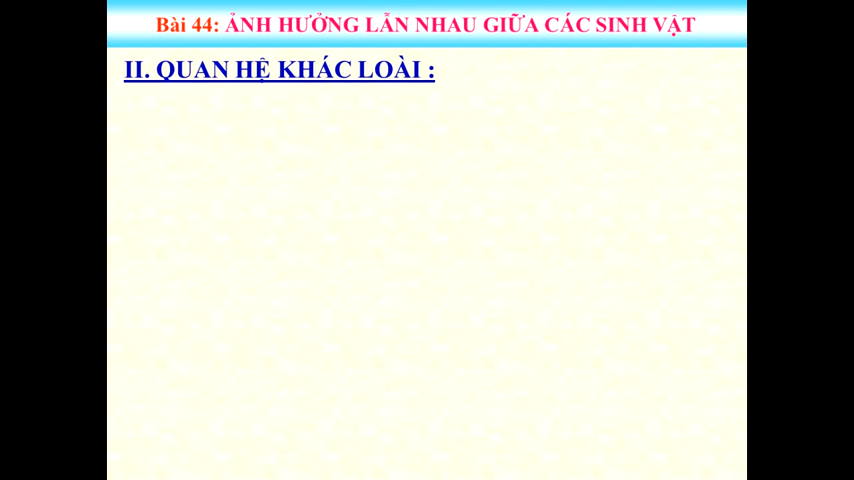 Bài 44: ẢNH HƯỞNG LẪN NHAU GIỮA CÁC SINH VẬT
II. QUAN HỆ KHÁC LOÀI :